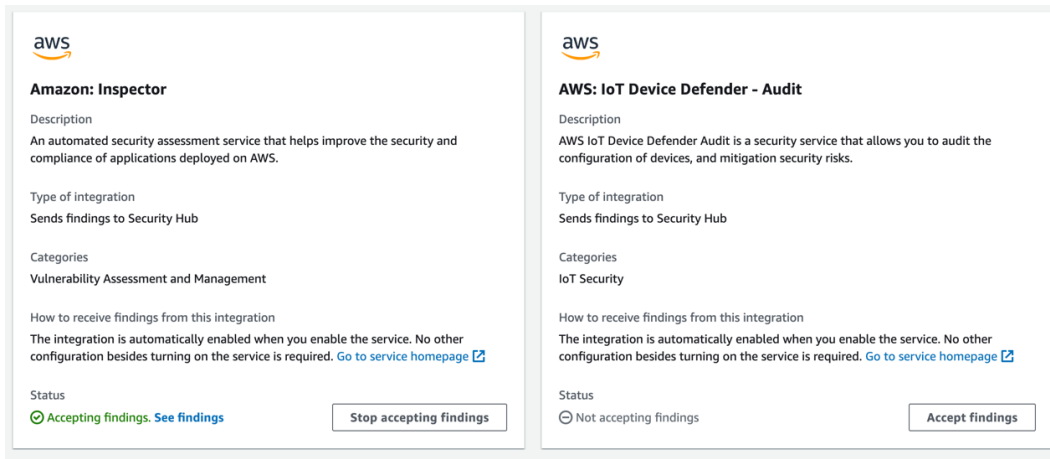 aws
Amazon: Inspector
Description
An automated security assessment service that helps improve the security and
compliance of applications deployed on AWS.
Type of integration
Sends findings to Security Hub
Categories
Vulnerability Assessment and Management
How to receive findings from this integration
The integration is automatically enabled when you enable the service. No other
configuration besides turning on the service is required. Go to service homepage
Status
Accepting findings. See findings
Stop accepting findings
aws
AWS: IoT Device Defender - Audit
Description
AWS IoT Device Defender Audit is a security service that allows you to audit the
configuration of devices, and mitigation security risks.
Type of integration
Sends findings to Security Hub
Categories
IoT Security
How to receive findings from this integration
The integration is automatically enabled when you enable the service. No other
configuration besides turning on the service is required. Go to service homepage
Status
Not accepting findings
Accept findings